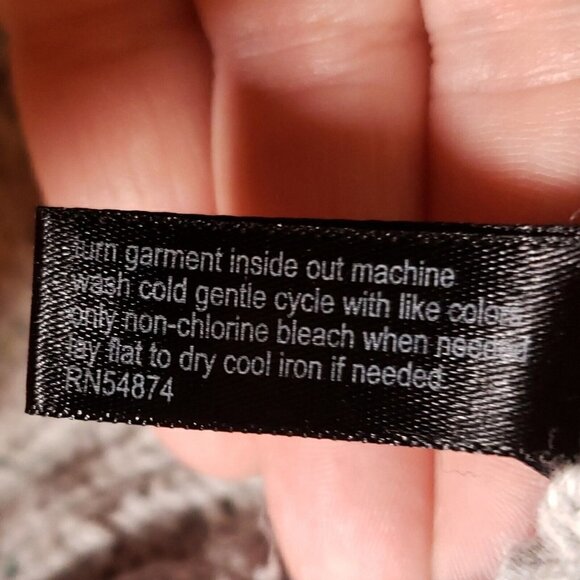 turn garment inside out machine
wash cold gentle cycle with like colors
only non-chlorine bleach when needed
lay flat to dry cool iron if needed
RN54874